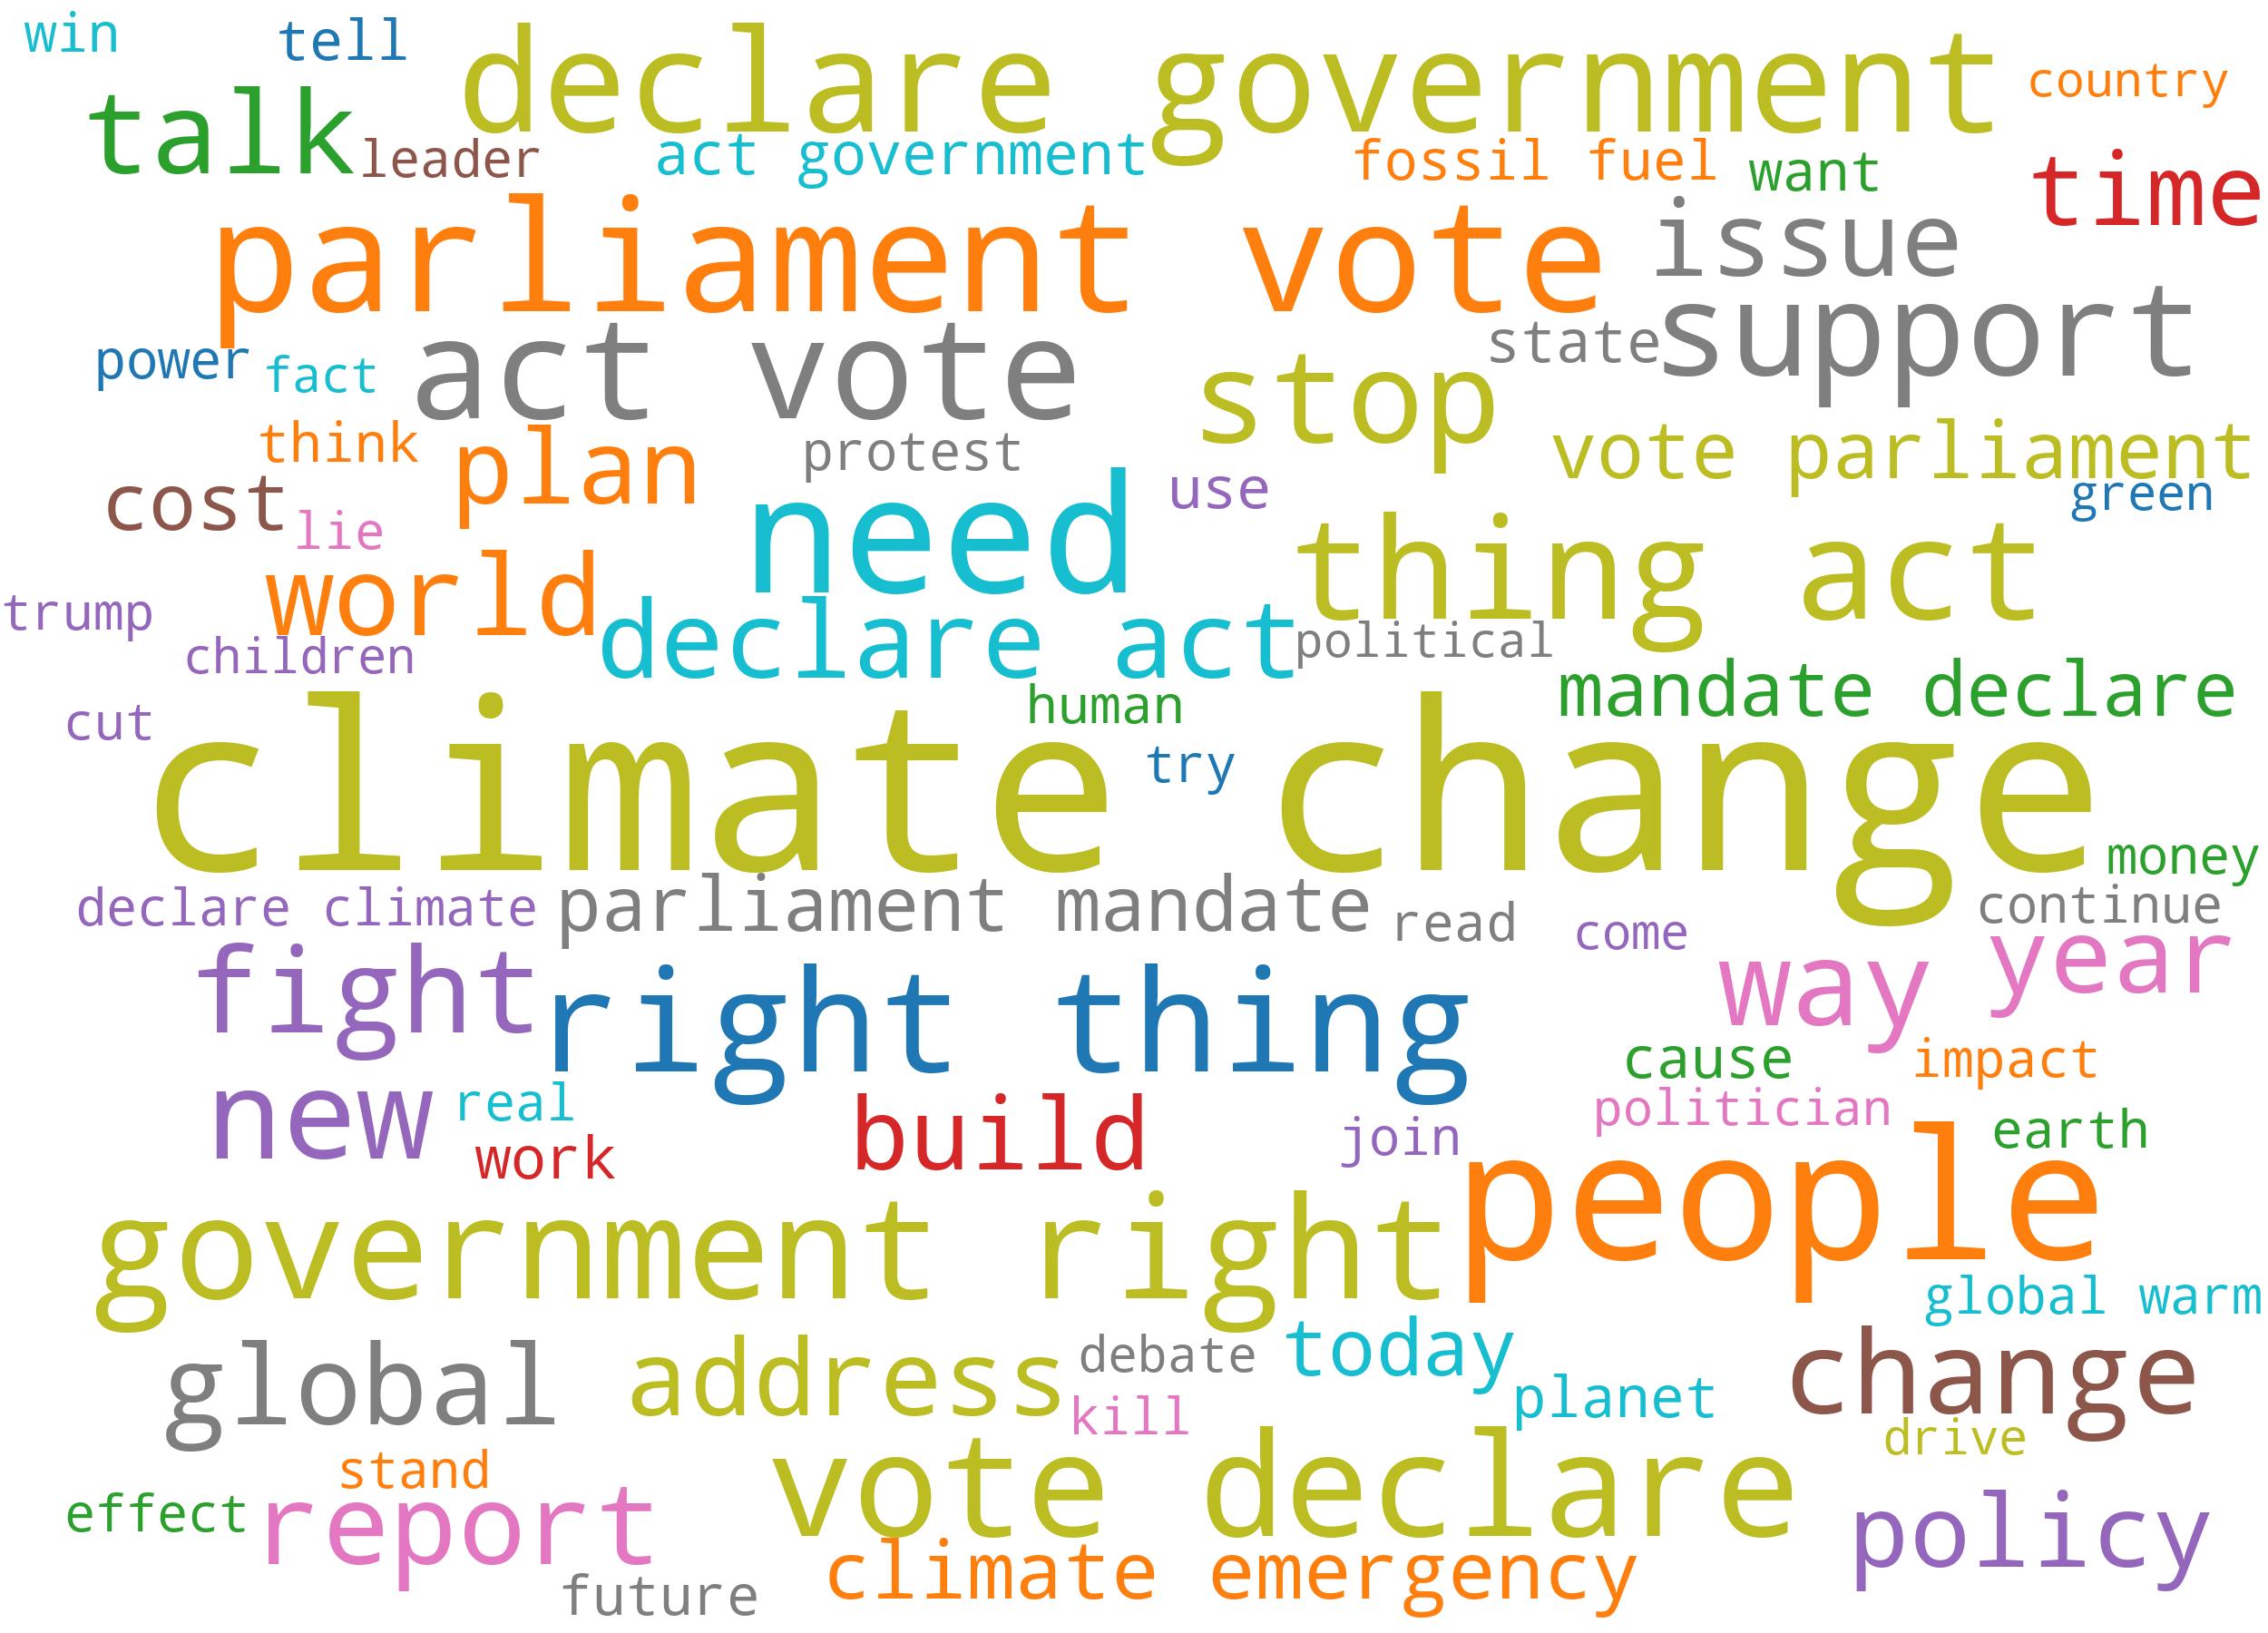 win tell declare government country
talk leader act government fossil fuel want time
parliament vote issue
power fact act vote stop state support
think plan protest vote parliament
cost lie need use thing act green
trump world declare act political
children human mandate declare
cut climate change try
money
declare climate parliament mandate read come continue
fight right thing way year
cause impact
new real build politician
work join people earth
government right global warm
global address debate today change
kill planet drive
stand vote declare
effect report policy
future climate emergency